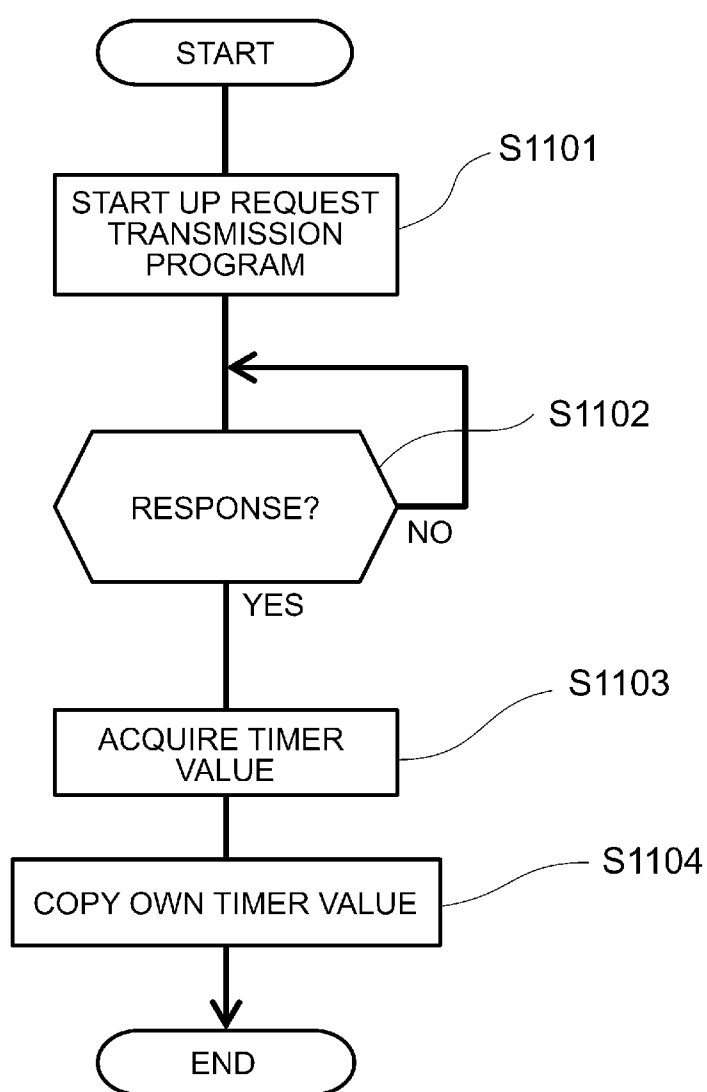 START
S1101
START UP REQUEST
TRANSMISSION
PROGRAM
S1102
RESPONSE?
NO
YES
S1103
ACQUIRE TIMER
VALUE
S1104
COPY OWN TIMER VALUE
END